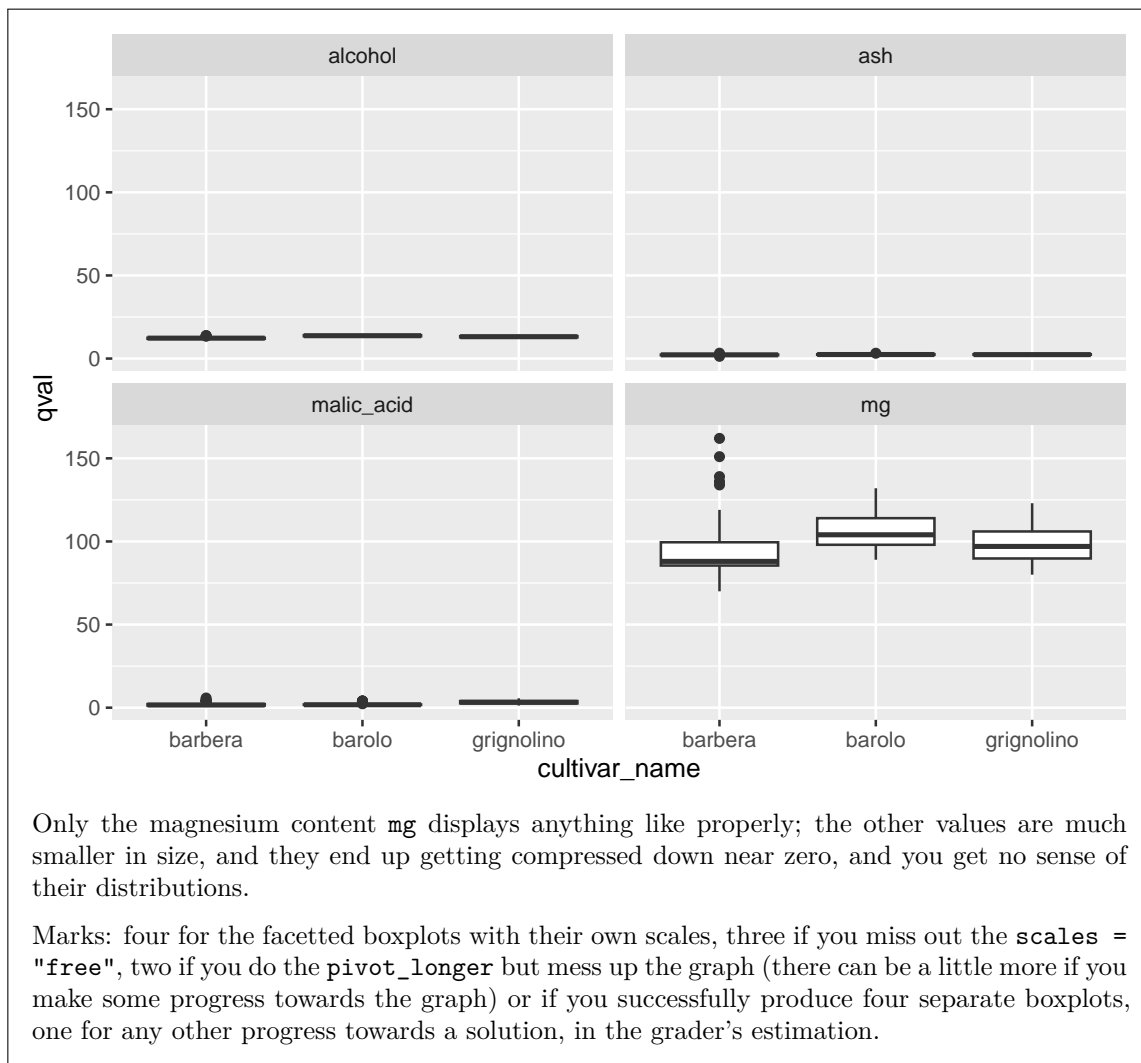 alcohol ash
150
100
50
0
malic_acid mg
150
100
50
0
qval
barbera barolo grignolino barbera barolo grignolino
cultivar_name
Only the magnesium content mg displays anything like properly; the other values are much
smaller in size, and they end up getting compressed down near zero, and you get no sense of
their distributions.
Marks: four for the facetted boxplots with their own scales, three if you miss out the scales =
"free", two if you do the pivot_longer but mess up the graph (there can be a little more if you
make some progress towards the graph) or if you successfully produce four separate boxplots,
one for any other progress towards a solution, in the grader's estimation.